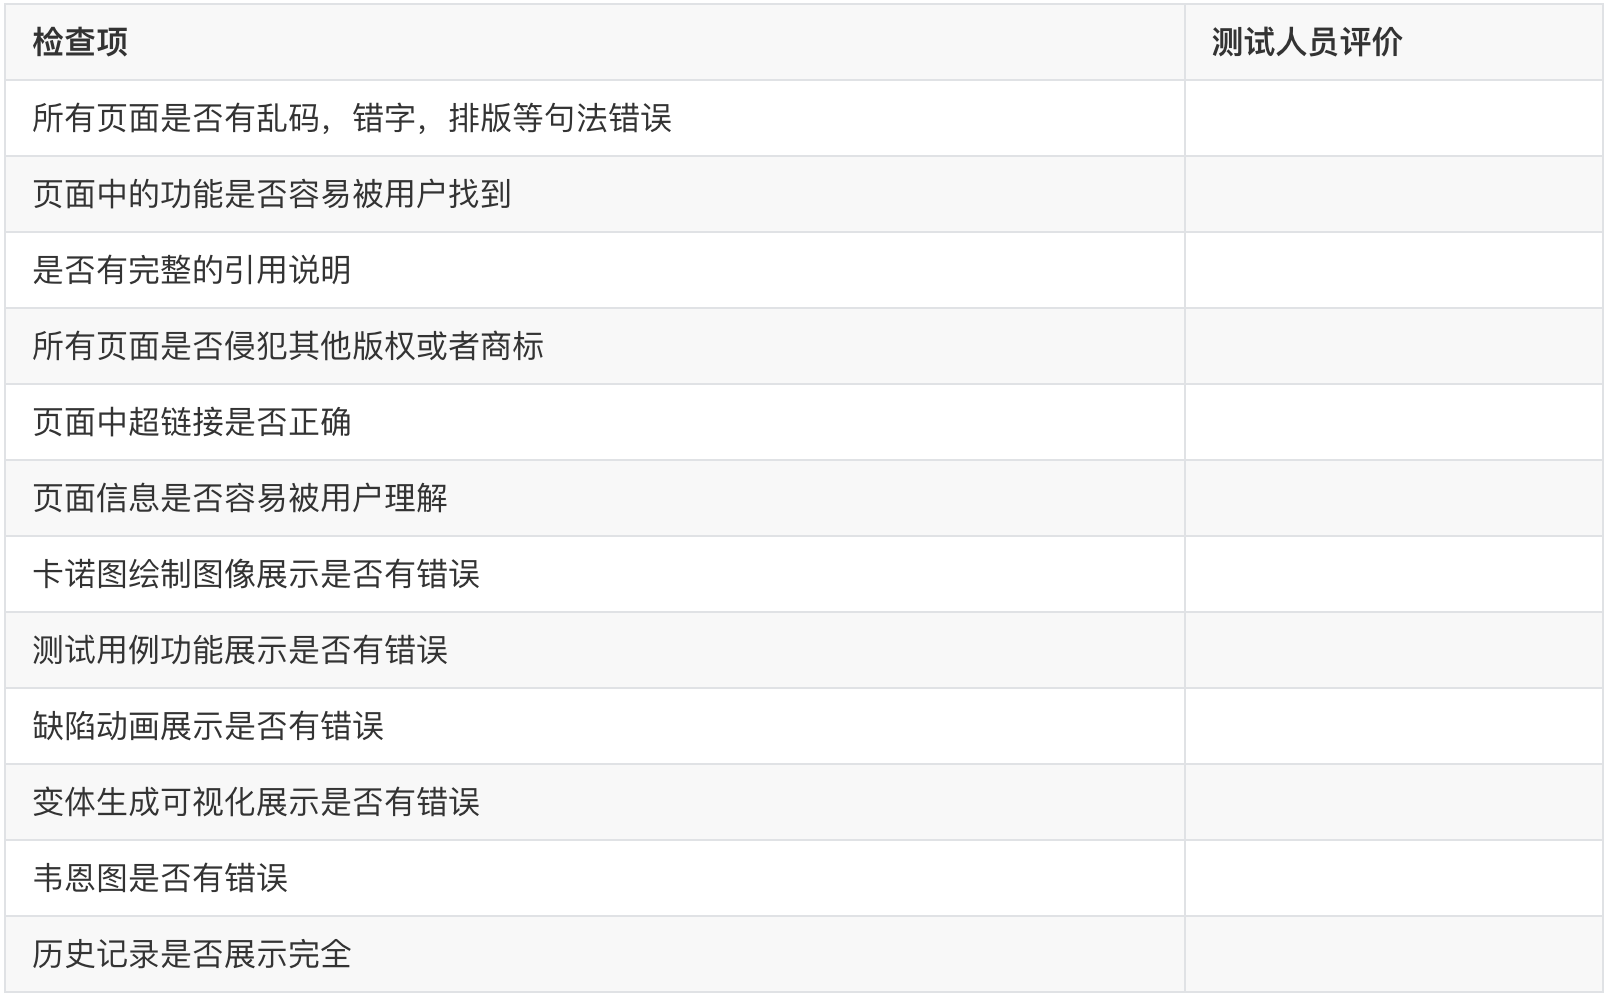 检查项 测试人员评价
所有页面是否有乱码，错字，排版等句法错误
页面中的功能是否容易被用户找到
是否有完整的引用说明
所有页面是否侵犯其他版权或者商标
页面中超链接是否正确
页面信息是否容易被用户理解
卡诺图绘制图像展示是否有错误
测试用例功能展示是否有错误
缺陷动画展示是否有错误
变体生成可视化展示是否有错误
韦恩图是否有错误
历史记录是否展示完全